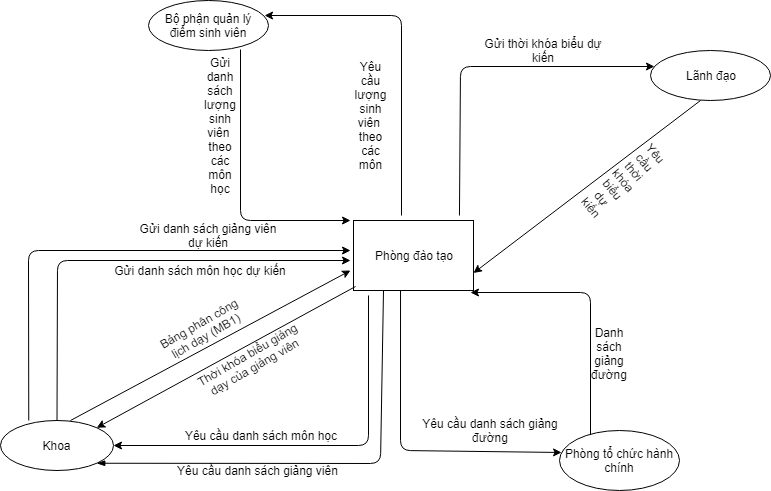 Bộ phận quản lý
điểm sinh viên
Gửi
danh
sách
lượng
sinh
viên
theo
các
môn
học
Yêu
cầu
lượng
sinh
viên
theo
các
môn
Gửi thời khóa biểu dự
kiến
Lãnh đạo
Yêu
cầu
thời
khóa
biểu
dự
kiến
Gửi danh sách giảng viên
dự kiến
Gửi danh sách môn học dự kiến
Phòng đào tạo
Bảng phân công
lịch dạy (MB1)
Thời khóa biểu giảng
dạy của giảng viên
Danh
sách
giảng
đường
Khoa
Yêu cầu danh sách môn học
Yêu cầu danh sách giảng viên
Yêu cầu danh sách giảng
đường
Phòng tổ chức hành
chính